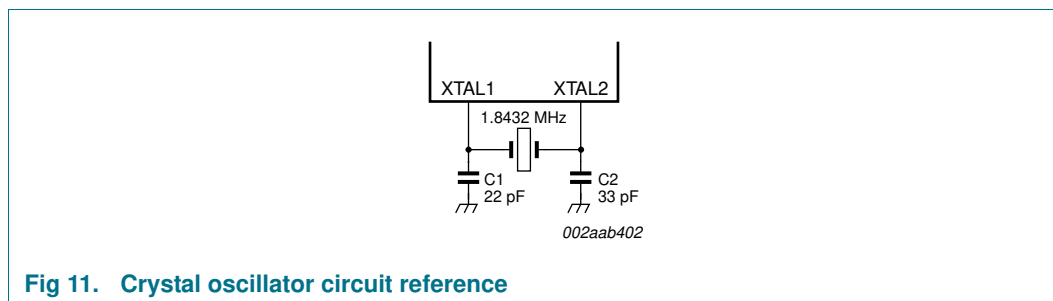 XTAL1 XTAL2
1.8432 MHz
C1 C2
22 pF 33 pF
002aab402
Fig 11. Crystal oscillator circuit reference